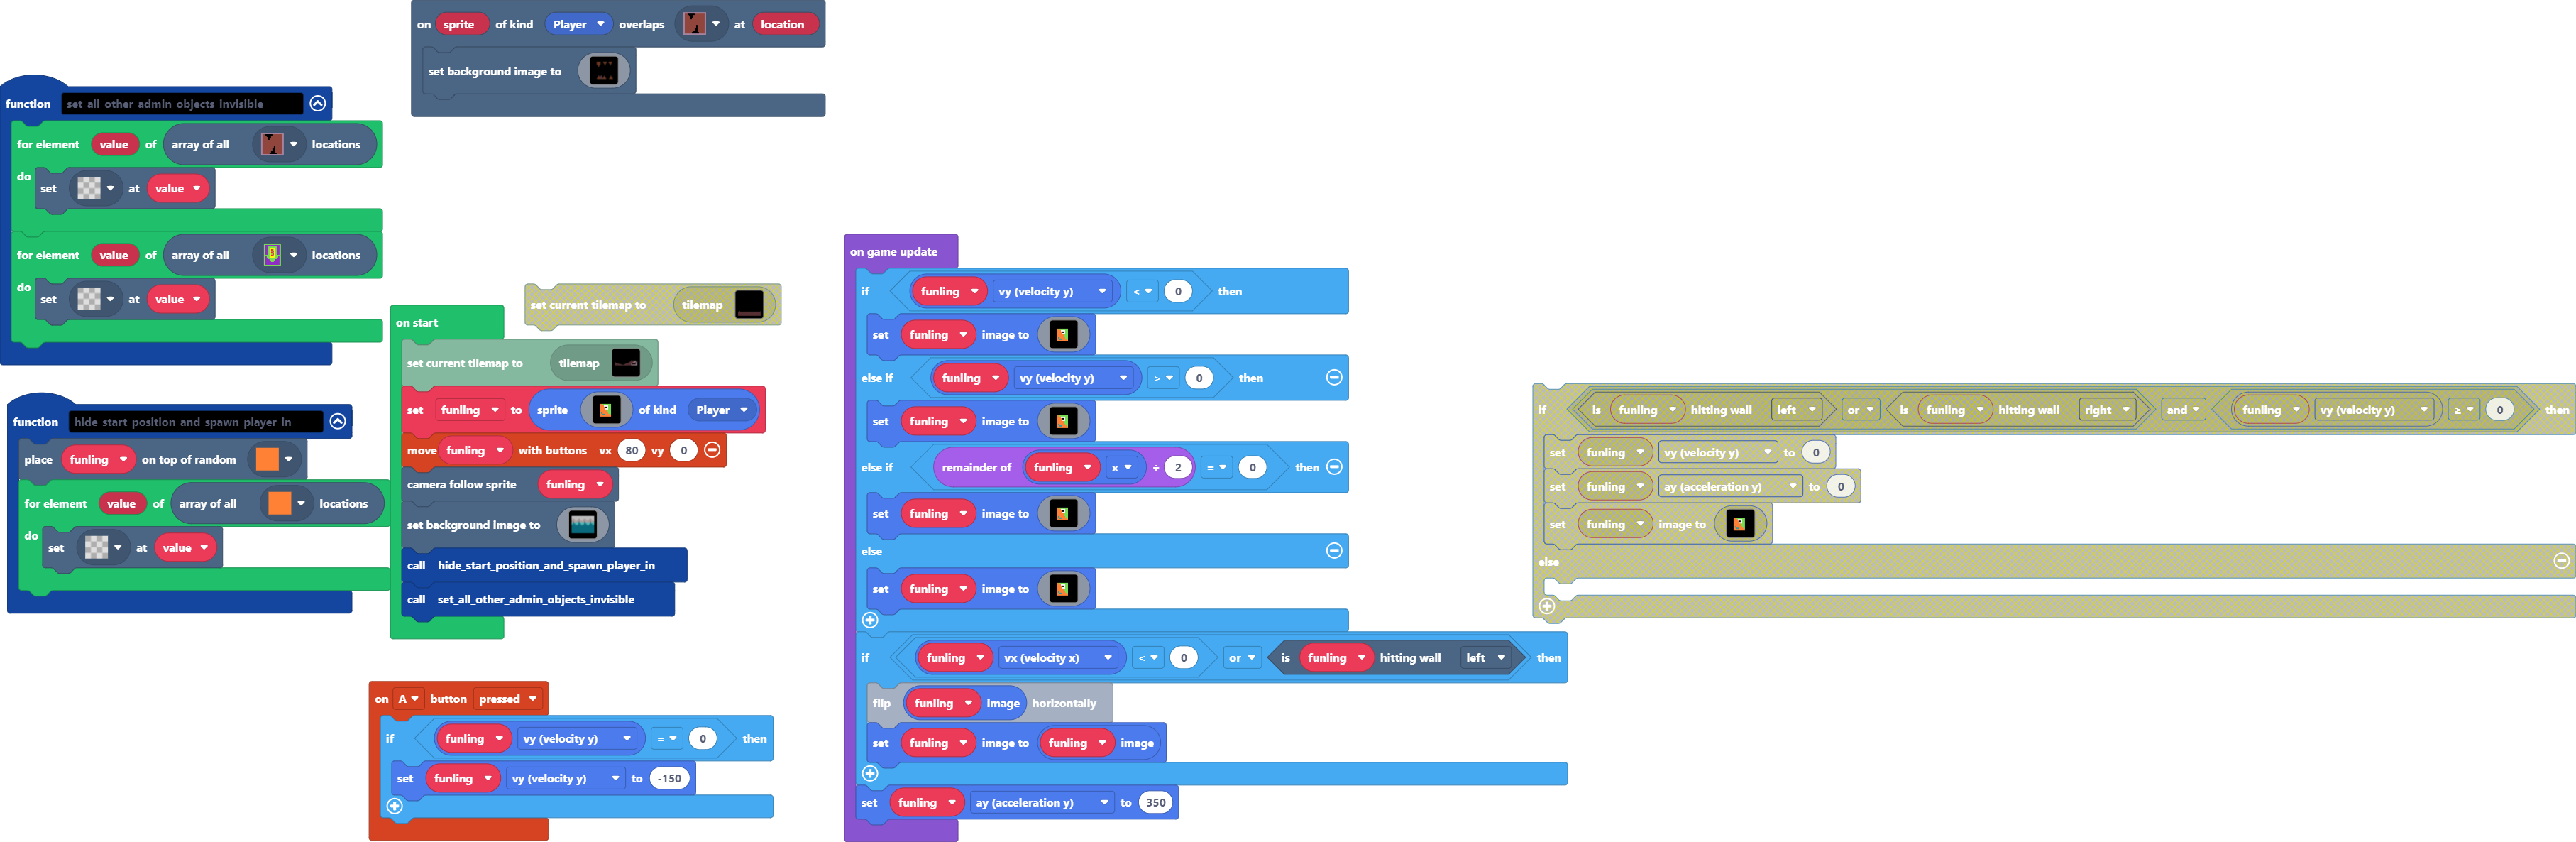 on sprite of kind Player overlaps at location
set background image to
function set_all_other_admin_objects_invisible
for element value of array of all locations
do
set at value
for element value of array of all locations
do
set at value
function hide_start_position_and_spawn_player_in
place funling on top of random
for element value of array of all locations
do
set at value
set current tilemap to tilemap
on start
set current tilemap to tilemap
set funling to sprite of kind Player
move funling with buttons vx 80 vy 0
camera follow sprite funling
set background image to
call hide_start_position_and_spawn_player_in
call set_all_other_admin_objects_invisible
on A button pressed
if funling vy (velocity y) = 0 then
set funling vy (velocity y) to -150
on game update
if funling vy (velocity y) < 0 then
set funling image to
else if funling vy (velocity y) > 0 then
set funling image to
else if remainder of funling x ÷ 2 = 0 then
set funling image to
else
set funling image to
if funling vx (velocity x) < 0 or is funling hitting wall left then
flip funling image horizontally
set funling image to funling image
set funling ay (acceleration y) to 350
if is funling hitting wall left or is funling hitting wall right and funling vy (velocity y) ≥ 0 then
set funling vy (velocity y) to 0
set funling ay (acceleration y) to 0
set funling image to
else